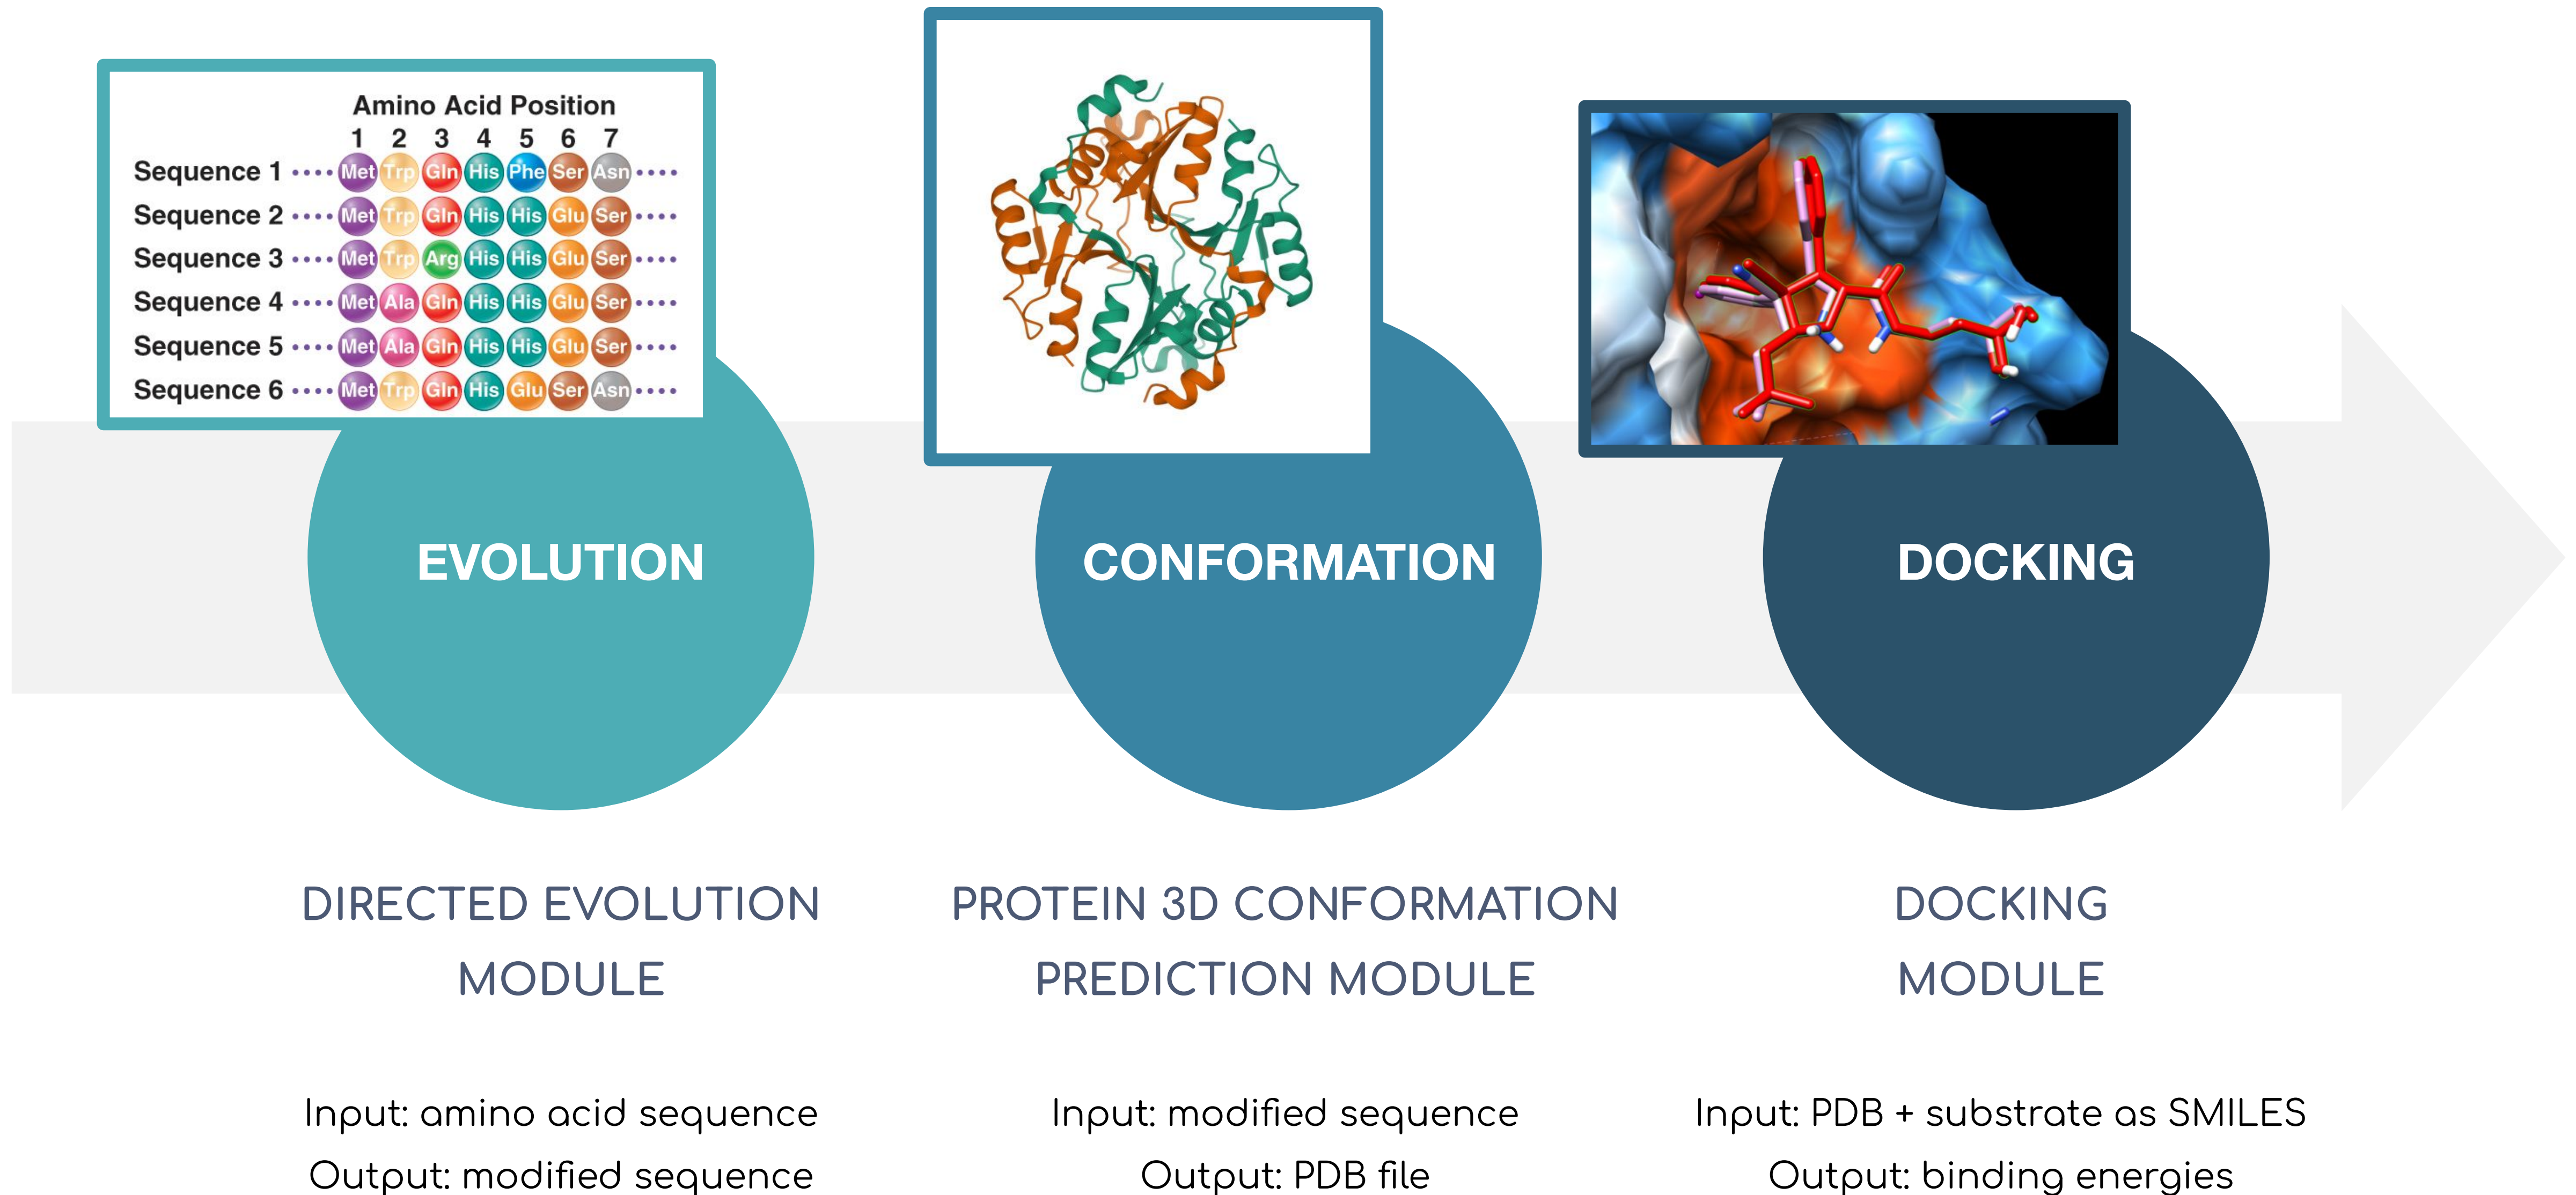 Amino Acid Position
1 2 3 4 5 6 7
Sequence 1 Met Trp Gln His Phe Ser Asn
Sequence 2 Met Trp Gln His His Glu Ser
Sequence 3 Met Trp Arg His His Glu Ser
Sequence 4 Met Ala Gln His His Glu Ser
Sequence 5 Met Ala Gln His His Glu Ser
Sequence 6 Met Trp Gln His Glu Ser Asn
EVOLUTION
CONFORMATION
DOCKING
DIRECTED EVOLUTION
MODULE
Input: amino acid sequence
Output: modified sequence
PROTEIN 3D CONFORMATION
PREDICTION MODULE
Input: modified sequence
Output: PDB file
DOCKING
MODULE
Input: PDB + substrate as SMILES
Output: binding energies